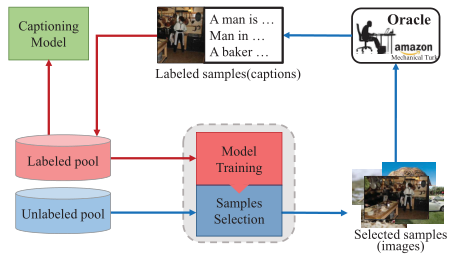 Captioning
Model
A man is ...
Man in ...
A baker ...
Labeled samples(captions)
Oracle
amazon
Mechanical Turk
Labeled pool
Unlabeled pool
Model
Training
Samples
Selection
Selected samples
(images)